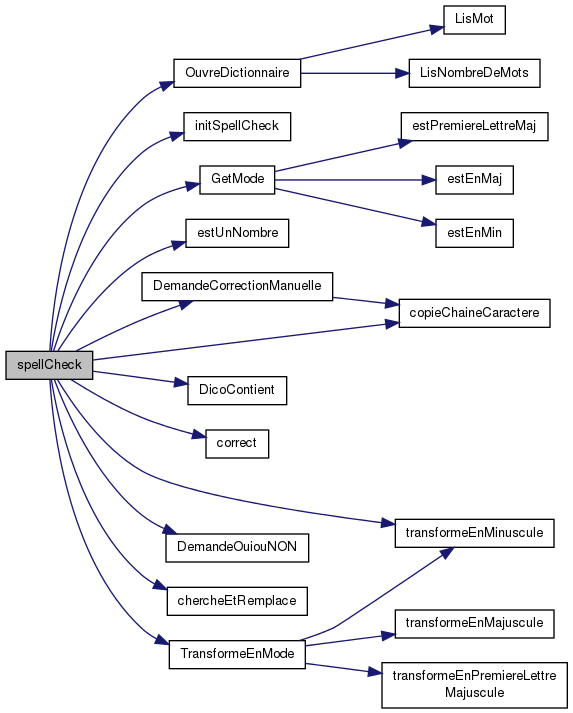 LisMot
OuvreDictionnaire
LisNombreDeMots
initSpellCheck
estPremiereLettreMaj
GetMode
estEnMaj
estUnNombre
estEnMin
DemandeCorrectionManuelle
copieChaineCaractere
spellCheck
DicoContient
correct
transformeEnMinuscule
DemandeOuiouNON
chercheEtRemplace
transformeEnMajuscule
TransformeEnMode
transformeEnPremiereLettre
Majuscule